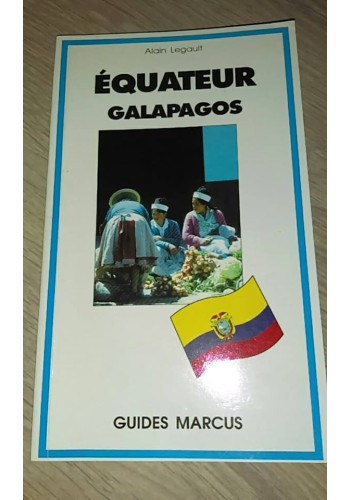 Alain Legault
ÉQUATEUR
GALAPAGOS
GUIDES MARCUS